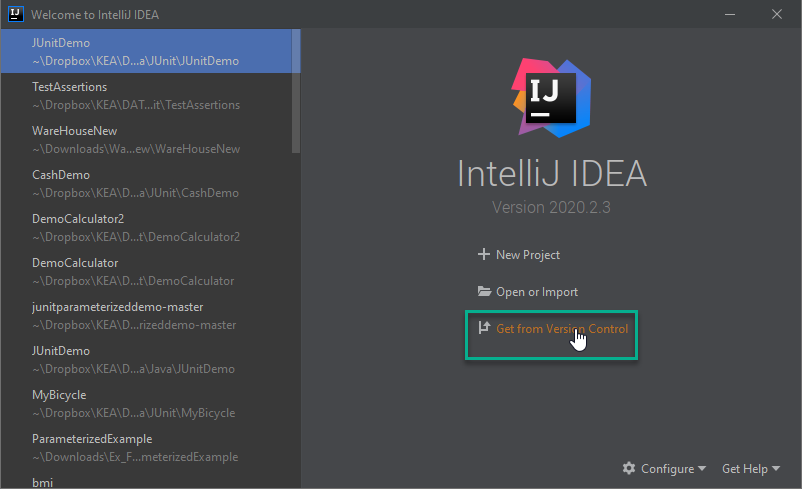 Welcome to IntelliJ IDEA
JUnitDemo
~\Dropbox\KEA\D...a\JUnit\JUnitDemo
TestAssertions
~\Dropbox\KEA\DAT...it\TestAssertions
WareHouseNew
~\Downloads\Wa...ew\WareHouseNew
CashDemo
~\Dropbox\KEA\D...a\JUnit\CashDemo
DemoCalculator2
~\Dropbox\KEA\D...t\DemoCalculator2
DemoCalculator
~\Dropbox\KEA\D...t\DemoCalculator
junitparameterizeddemo-master
~\Dropbox\KEA\D...rizeddemo-master
JUnitDemo
~\Dropbox\KEA\D...a\Java\JUnitDemo
MyBicycle
~\Dropbox\KEA\D...a\JUnit\MyBicycle
ParameterizedExample
~\Downloads\Ex_F...meterizedExample
bmi
IJ
IntelliJ IDEA
Version 2020.2.3
New Project
Open or Import
Get from Version Control
Configure
Get Help